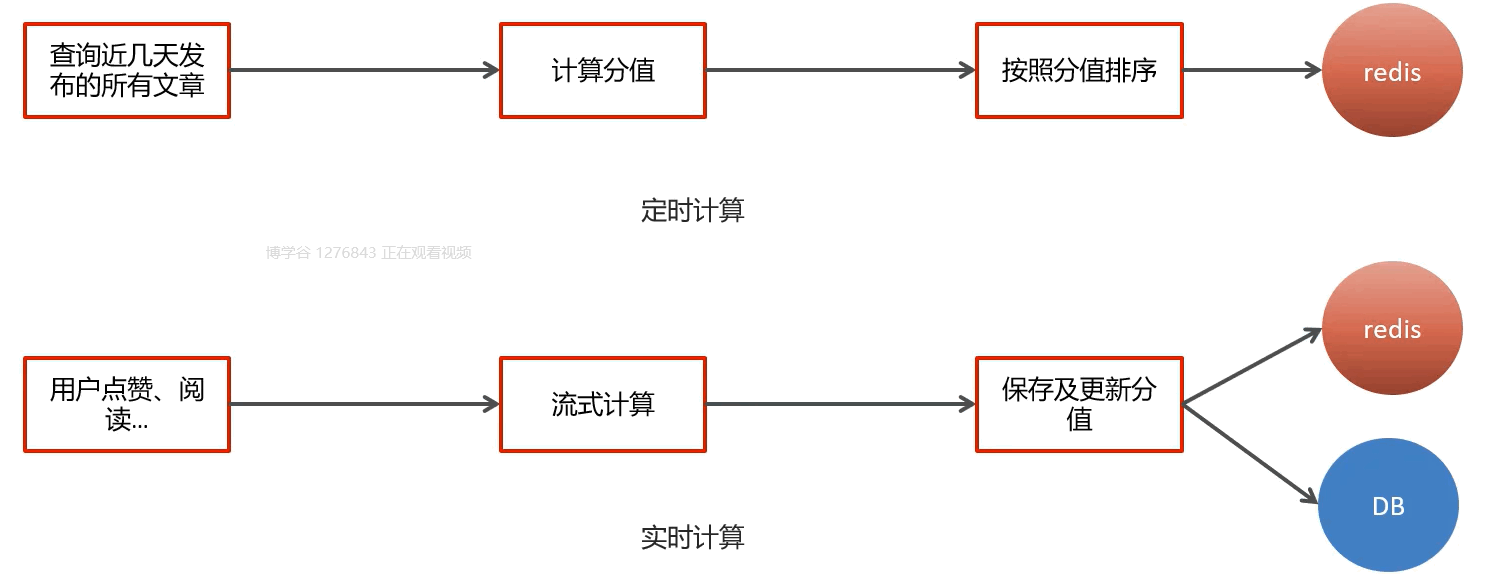 查询近几天发
布的所有文章
计算分值
按照分值排序
redis
定时计算
博学谷 1276843 正在观看视频
用户点赞、阅
读...
流式计算
保存及更新分
值
redis
DB
实时计算